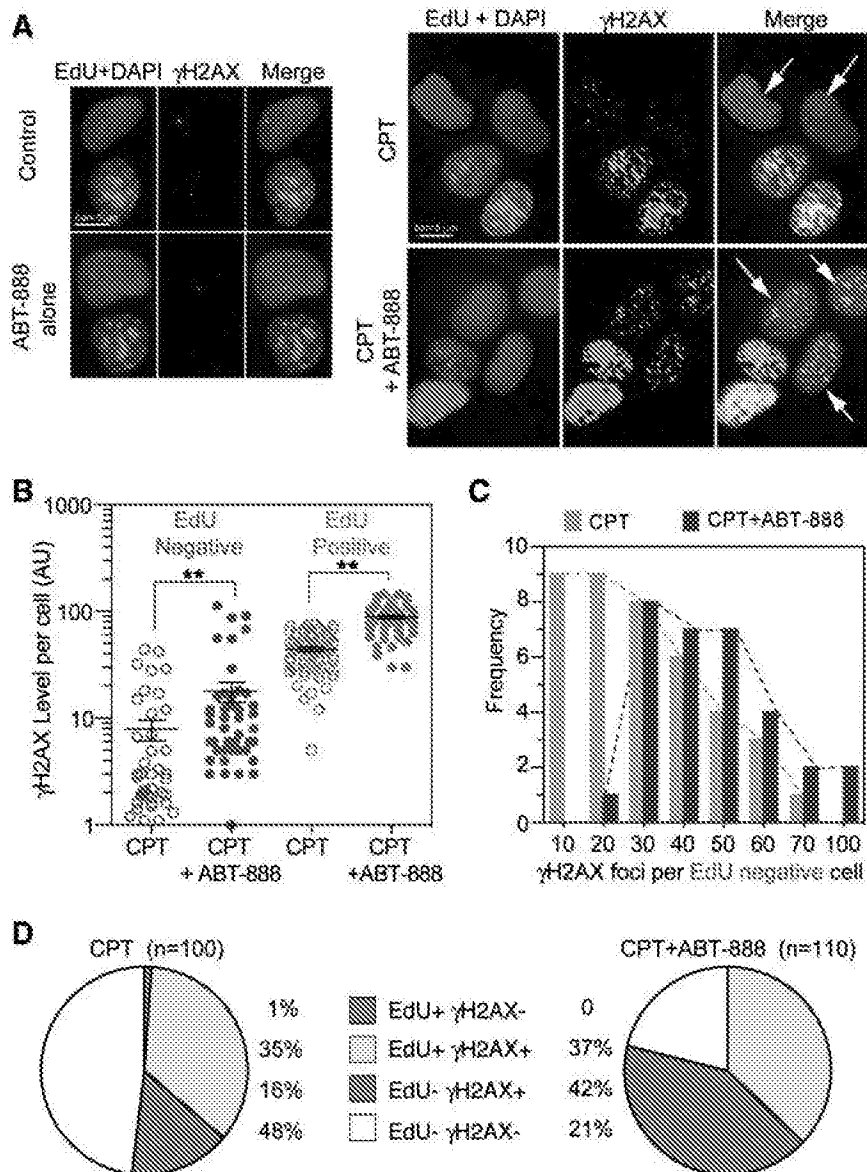 A
EdU+DAPI γH2AX Merge
Control
ABT-888 alone
EdU + DAPI γH2AX Merge
CPT
CPT + ABT-888
B
γH2AX Level per cell (AU)
1000
100
10
1
EdU Negative
EdU Positive
**
**
CPT
CPT + ABT-888
CPT
CPT +ABT-888
C
CPT
CPT+ABT-888
Frequency
10
8
6
4
2
0
10 20 30 40 50 60 70 100
γH2AX foci per EdU negative cell
D
CPT (n=100)
CPT+ABT-888 (n=110)
1% EdU+ γH2AX- 0
35% EdU+ γH2AX+ 37%
16% EdU- γH2AX+ 42%
48% EdU- γH2AX- 21%